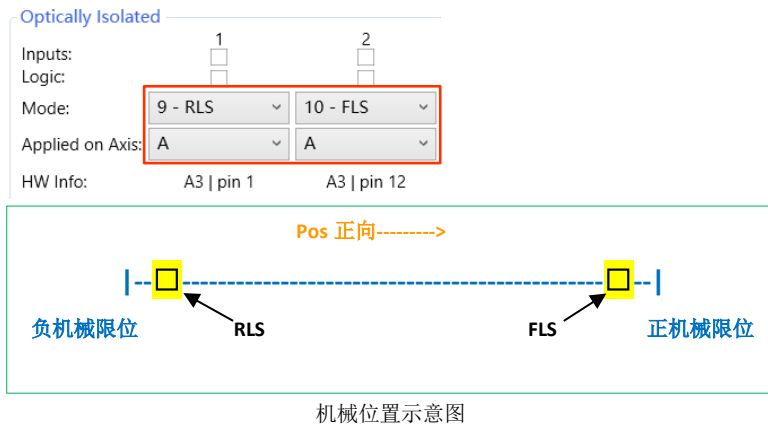 Optically Isolated
1 2
Inputs:
Logic:
Mode: 9 - RLS 10 - FLS
Applied on Axis: A A
HW Info: A3 | pin 1 A3 | pin 12
Pos 正向--------->
负机械限位 RLS FLS 正机械限位
机械位置示意图